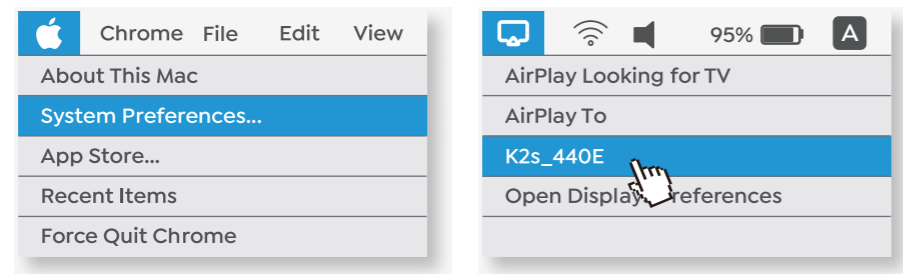 Chrome File Edit View
About This Mac
System Preferences...
App Store...
Recent Items
Force Quit Chrome
95% A
AirPlay Looking for TV
AirPlay To
K2s_440E
Open Display references